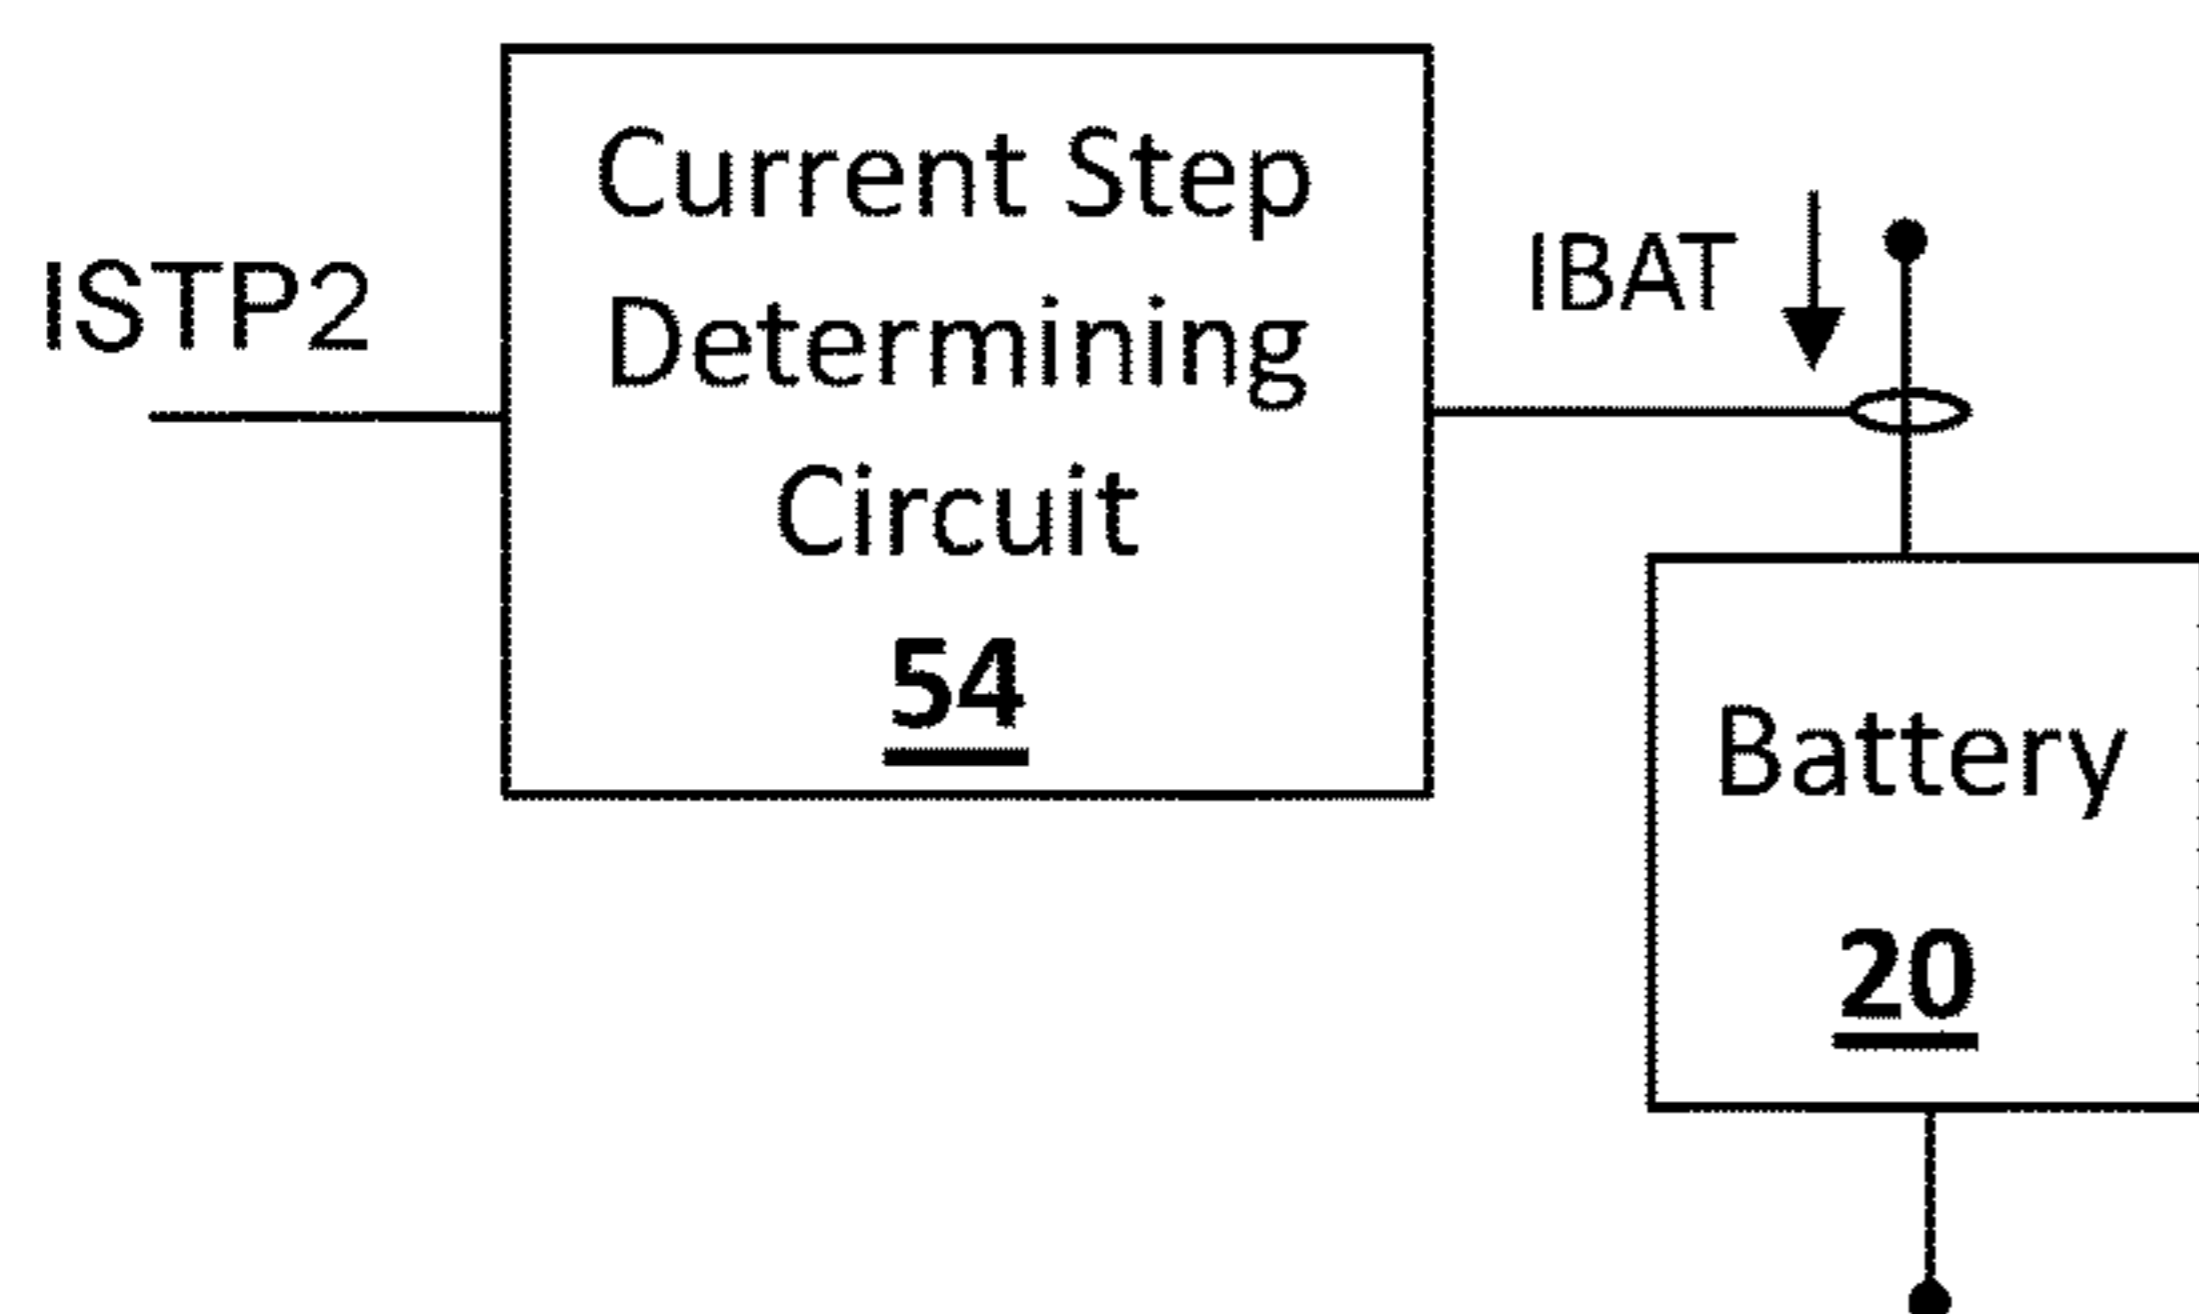 Current Step
Determining
Circuit
54
ISTP2
IBAT
Battery
20